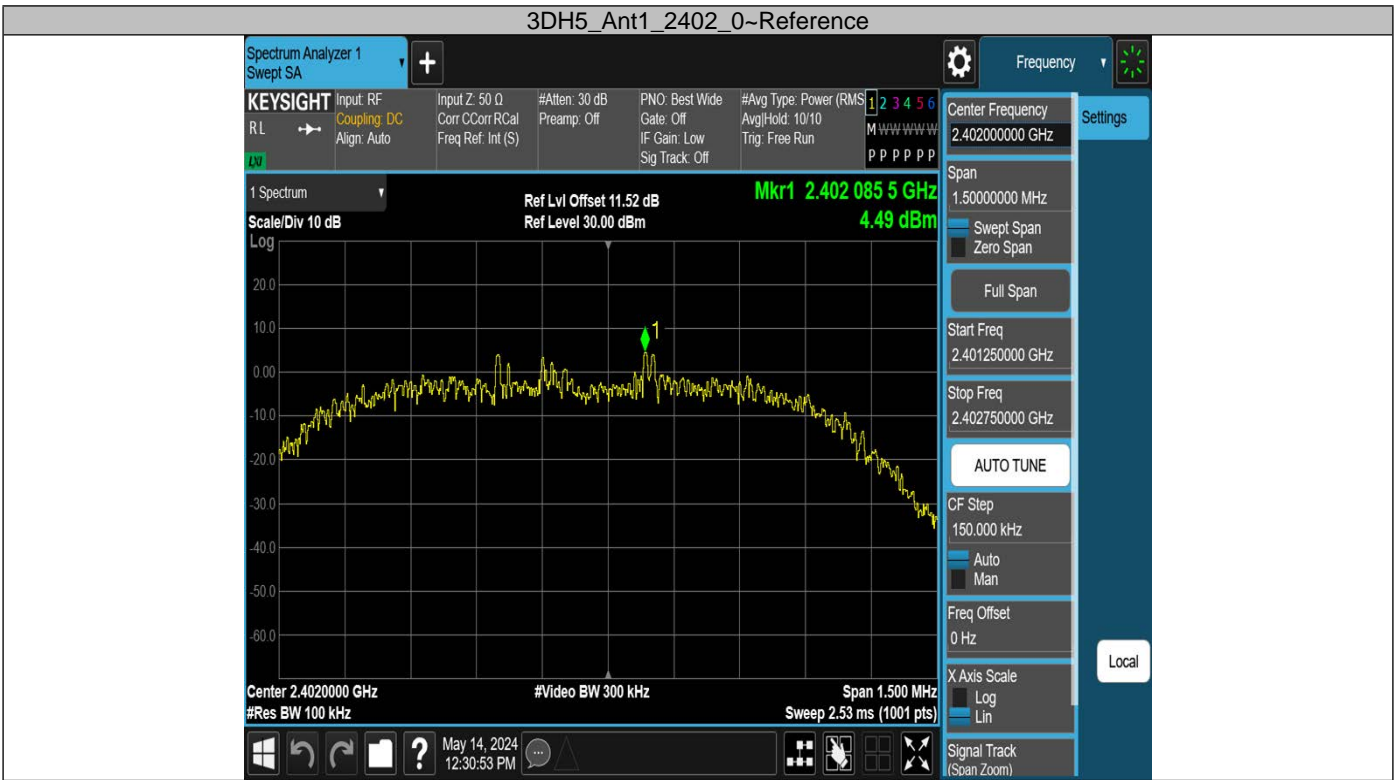 3DH5_Ant1_2402_0~Reference
Spectrum Analyzer 1
Swept SA
+
Frequency
KEYSIGHT
RL
LXI
Input: RF
Coupling: DC
Align: Auto
Input Z: 50 Ω
Corr CCorr RCal
Freq Ref: Int (S)
#Atten: 30 dB
Preamp: Off
PNO: Best Wide
Gate: Off
IF Gain: Low
Sig Track: Off
#Avg Type: Power (RMS
Avg|Hold: 10/10
Trig: Free Run
1 2 3 4 5 6
M W W W W W
P P P P P P
Center Frequency
2.402000000 GHz
Settings
1 Spectrum
Scale/Div 10 dB
Ref Lvl Offset 11.52 dB
Ref Level 30.00 dBm
Mkr1 2.402 085 5 GHz
4.49 dBm
Log
20.0
10.0
0.00
-10.0
-20.0
-30.0
-40.0
-50.0
-60.0
1
Center 2.4020000 GHz
#Res BW 100 kHz
#Video BW 300 kHz
Span 1.500 MHz
Sweep 2.53 ms (1001 pts)
Span
1.50000000 MHz
Swept Span
Zero Span
Full Span
Start Freq
2.401250000 GHz
Stop Freq
2.402750000 GHz
AUTO TUNE
CF Step
150.000 kHz
Auto
Man
Freq Offset
0 Hz
X Axis Scale
Log
Lin
Signal Track
(Span Zoom)
Local
?
May 14, 2024
12:30:53 PM